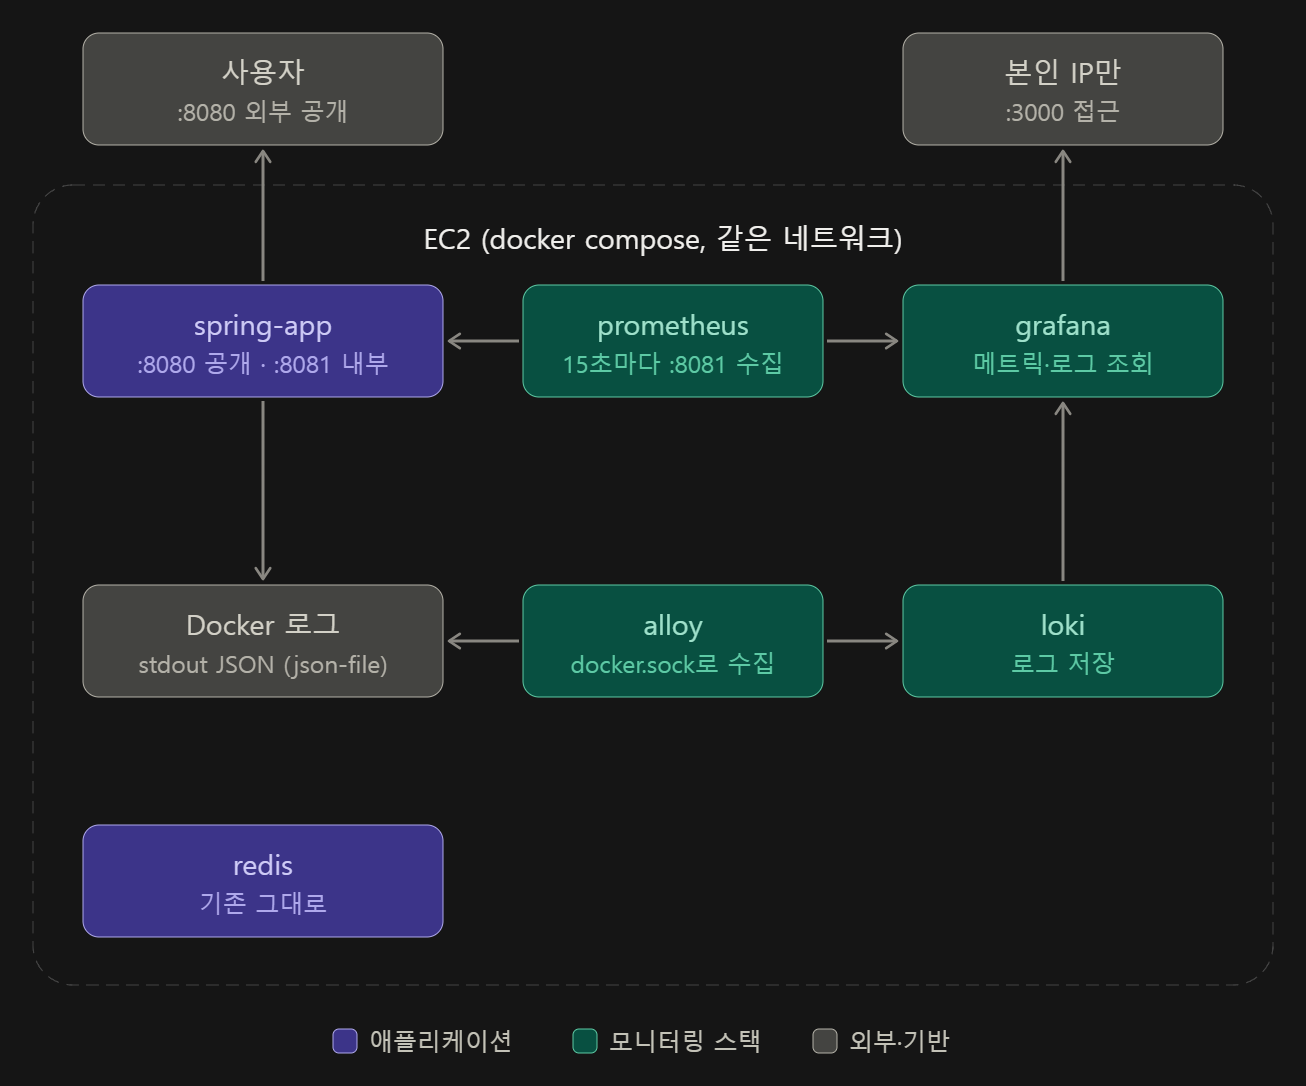 사용자
:8080 외부 공개
본인 IP만
:3000 접근
EC2 (docker compose, 같은 네트워크)
spring-app
:8080 공개 · :8081 내부
prometheus
15초마다 :8081 수집
grafana
메트릭·로그 조회
Docker 로그
stdout JSON (json-file)
alloy
docker.sock로 수집
loki
로그 저장
redis
기존 그대로
애플리케이션
모니터링 스택
외부·기반